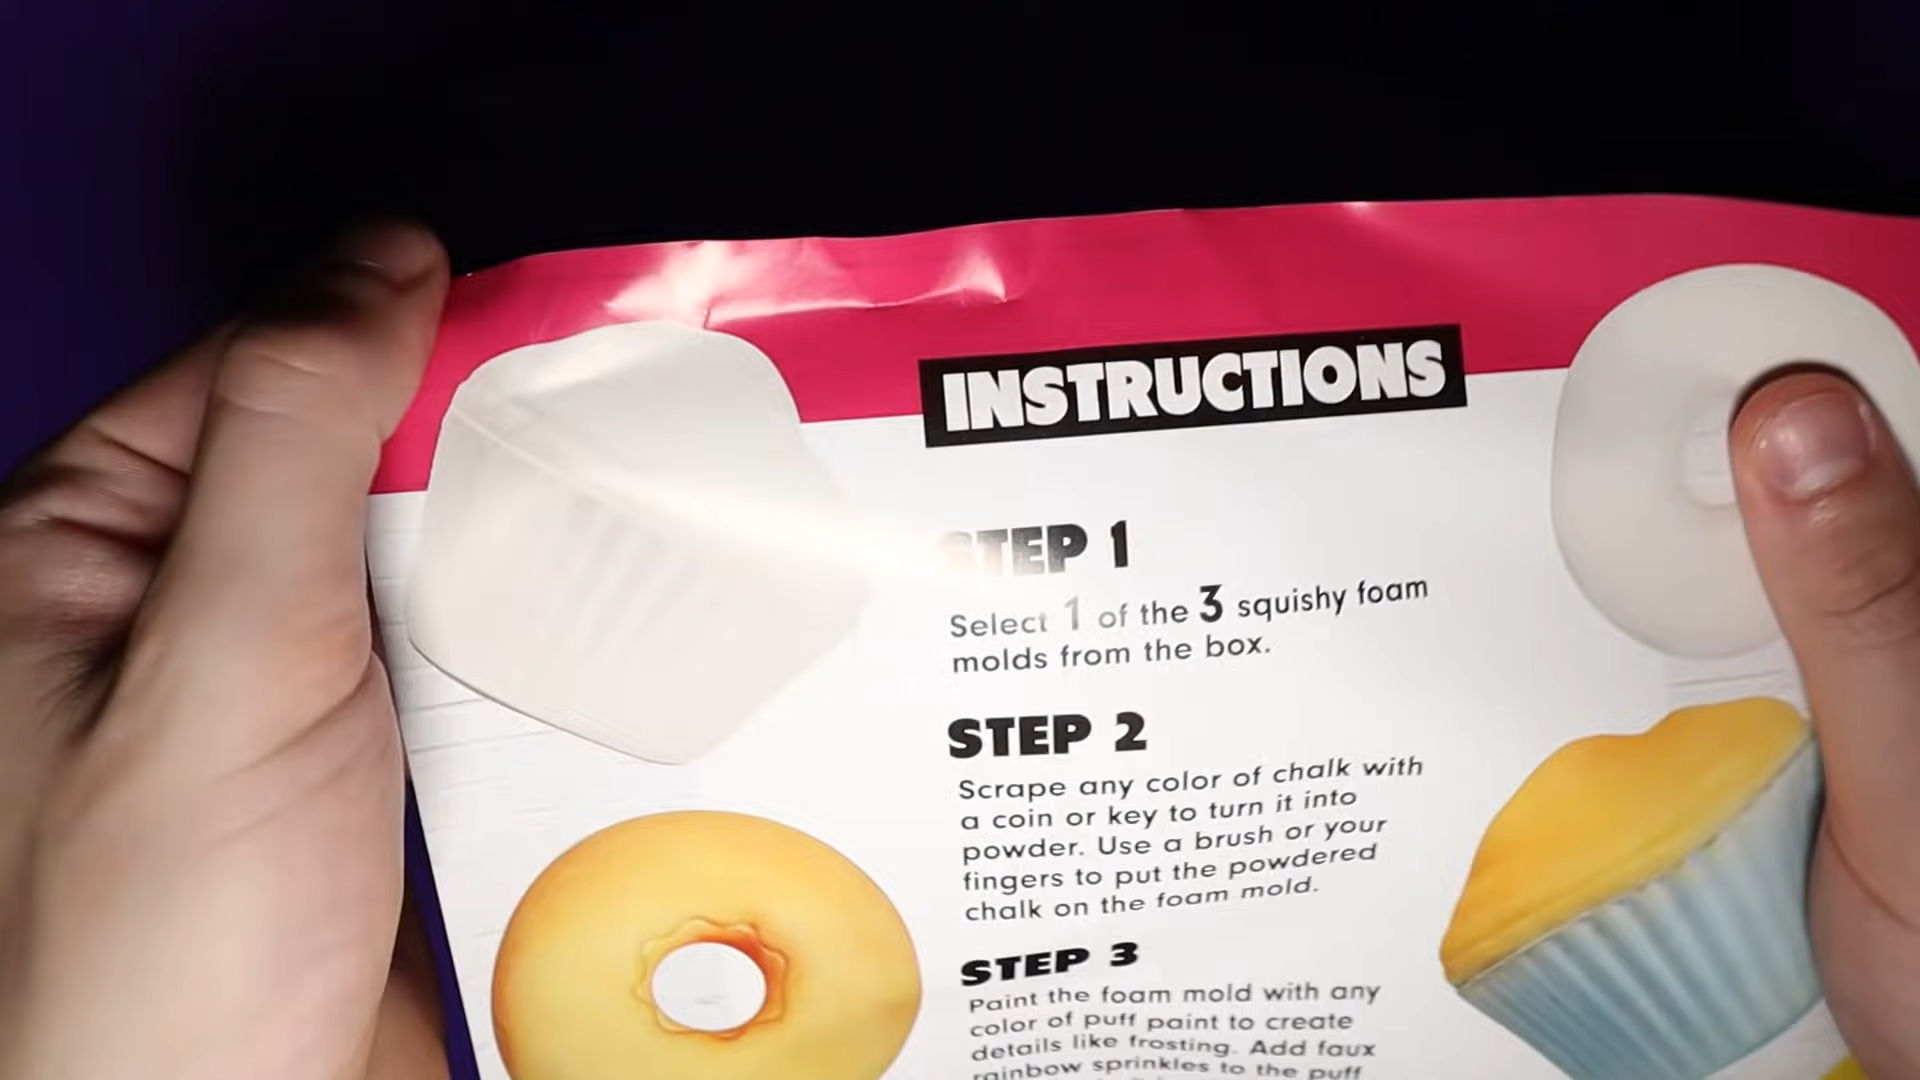 INSTRUCTIONS
STEP 1
Select 1 of the 3 squishy foam
molds from the box.
STEP 2
Scrape any color of chalk with
a coin or key to turn it into
powder. Use a brush or your
fingers to put the powdered
chalk on the foam mold.
STEP 3
Paint the foam mold with any
color of puff paint to create
details like frosting. Add faux
rainbow sprinkles to the puff